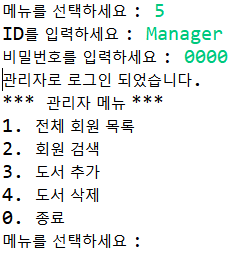 메뉴를 선택하세요 : 5
ID를 입력하세요 : Manager
비밀번호를 입력하세요 : 0000
관리자로 로그인 되었습니다.
*** 관리자 메뉴 ***
1. 전체 회원 목록
2. 회원 검색
3. 도서 추가
4. 도서 삭제
0. 종료
메뉴를 선택하세요 :